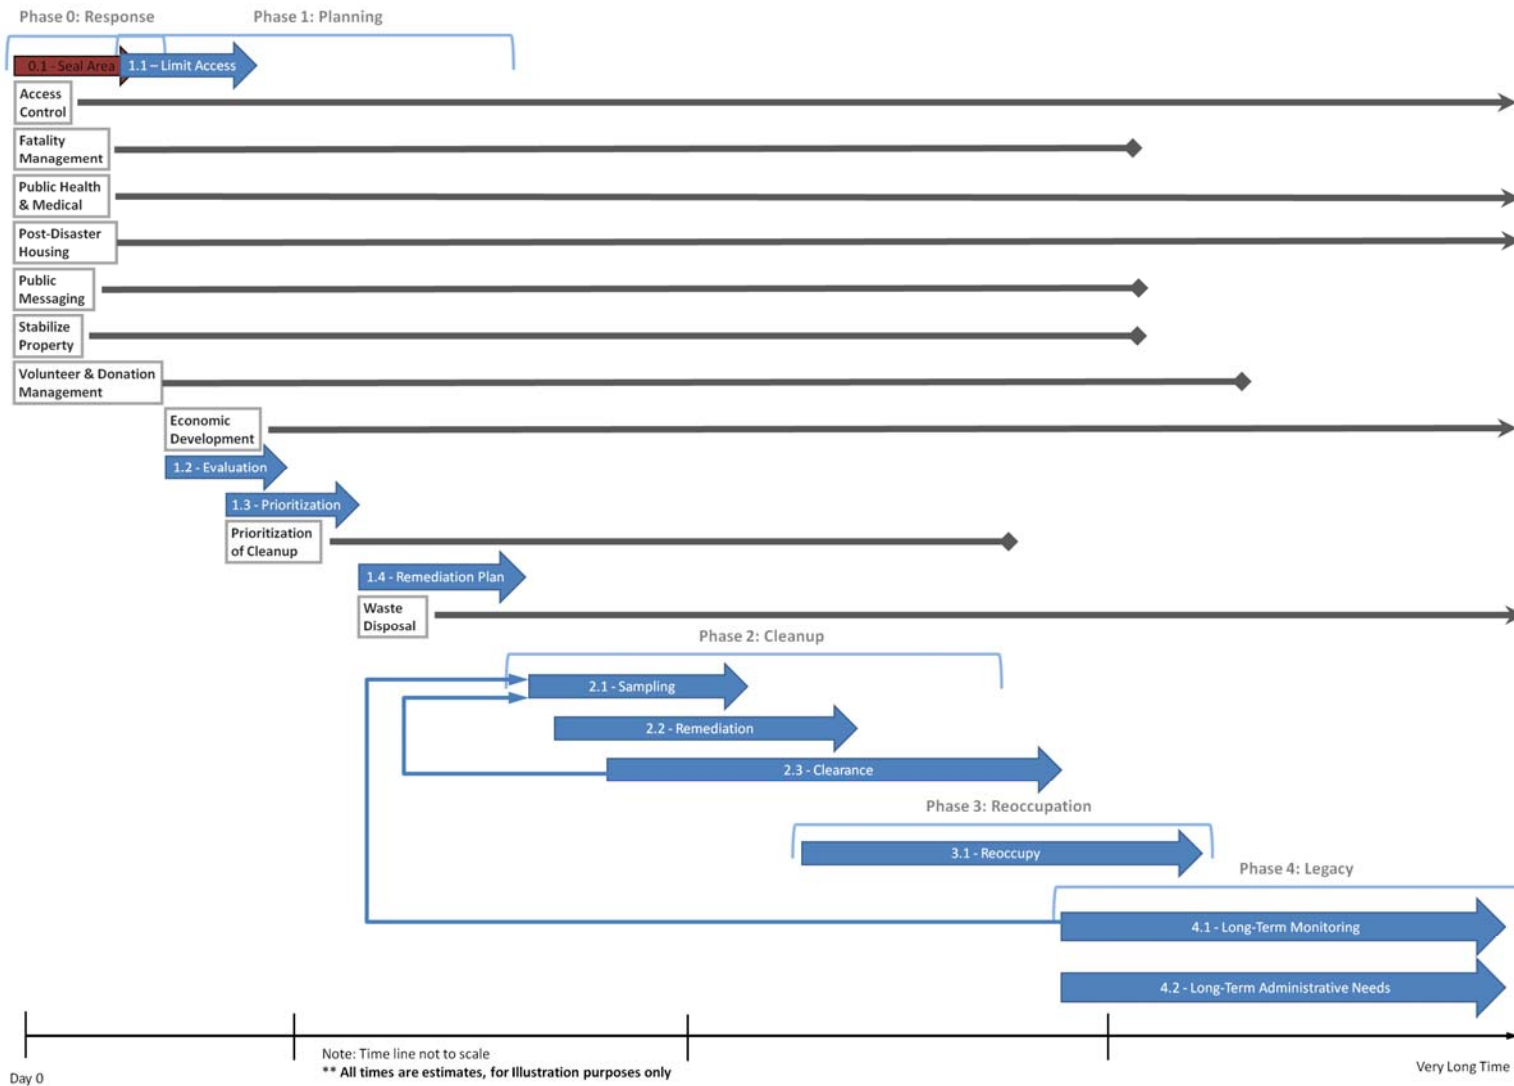 Phase 0: Response
Phase 1: Planning
0.1 - Seal Area
1.1 – Limit Access
Access
Control
Fatality
Management
Public Health
& Medical
Post-Disaster
Housing
Public
Messaging
Stabilize
Property
Volunteer & Donation
Management
Economic
Development
1.2 - Evaluation
1.3 - Prioritization
Prioritization
of Cleanup
1.4 - Remediation Plan
Waste
Disposal
Phase 2: Cleanup
2.1 - Sampling
2.2 - Remediation
2.3 - Clearance
Phase 3: Reoccupation
3.1 - Reoccupy
Phase 4: Legacy
4.1 - Long-Term Monitoring
4.2 - Long-Term Administrative Needs
Day 0
Note: Time line not to scale
** All times are estimates, for Illustration purposes only
Very Long Time